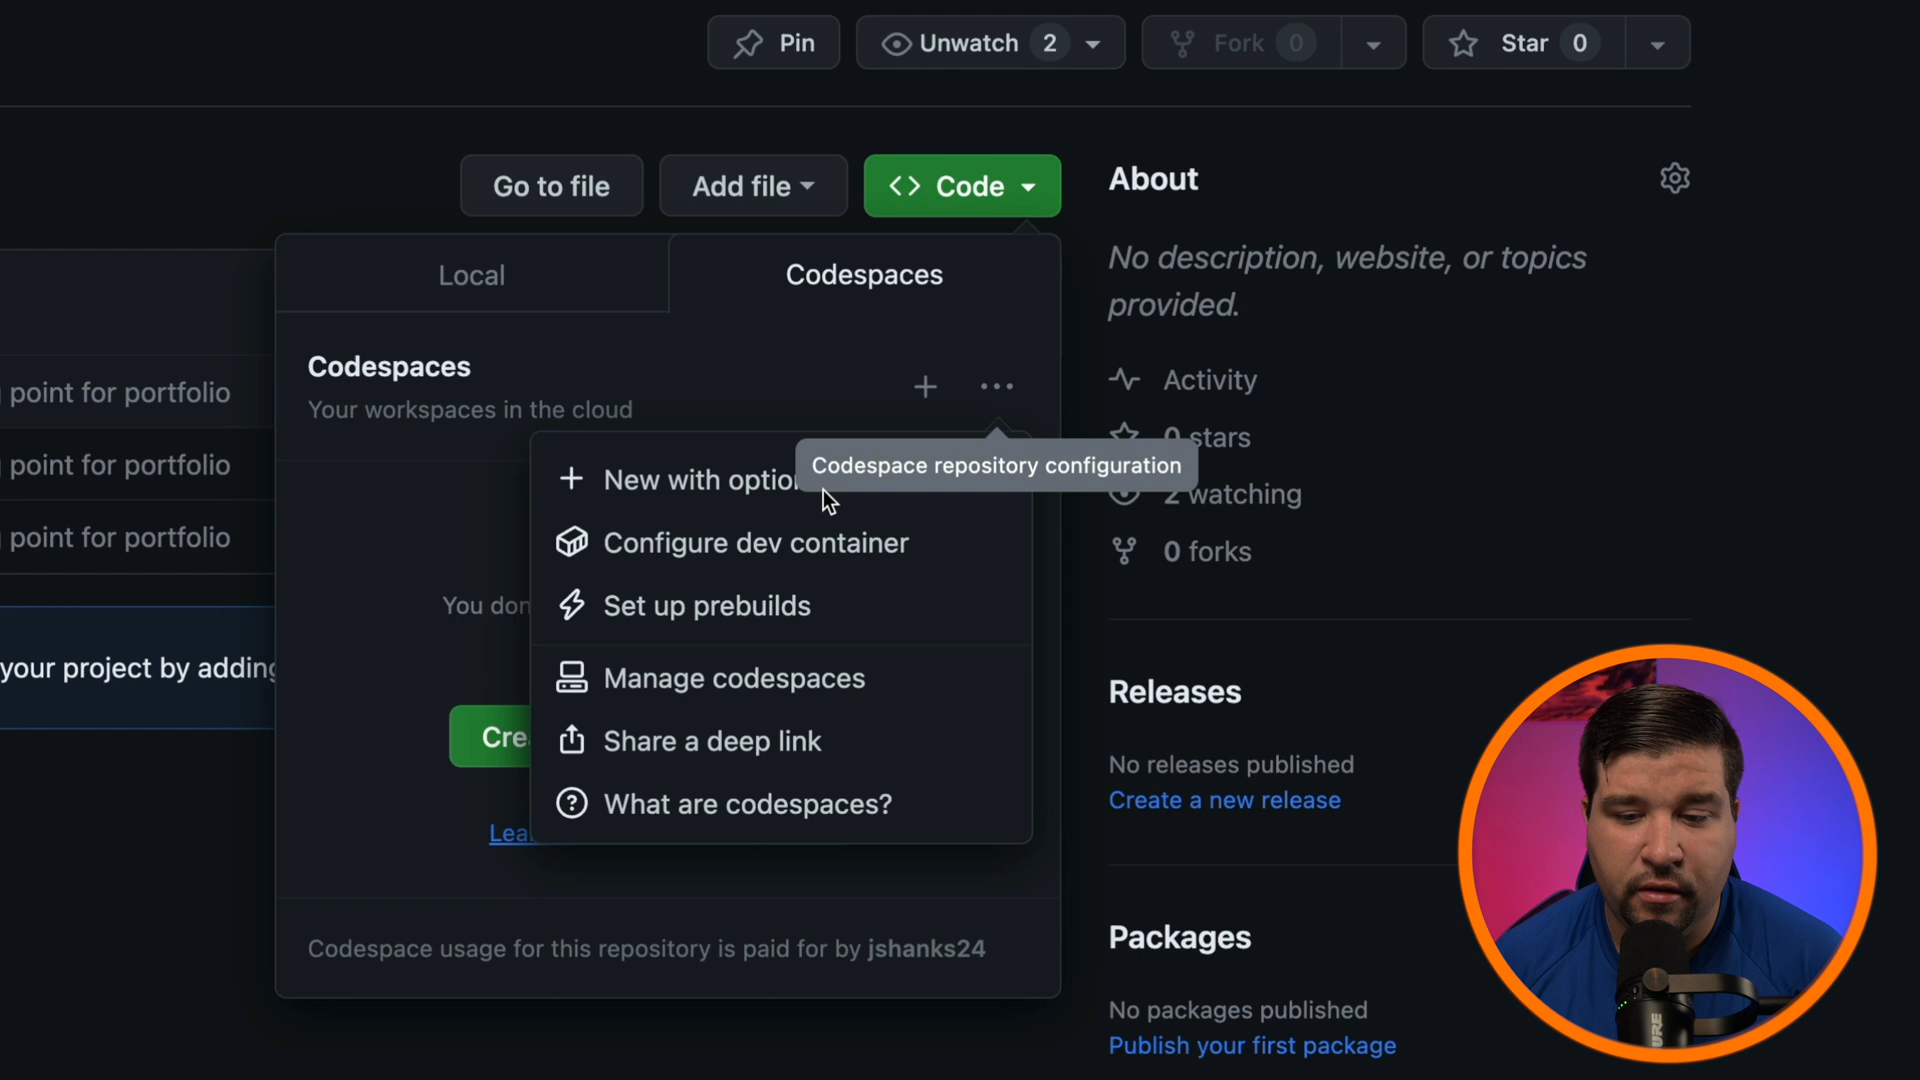 Pin
Unwatch 2
Fork 0
Star 0
Go to file
Add file
<> Code
About
No description, website, or topics
provided.
Local
Codespaces
Codespaces
Your workspaces in the cloud
Codespace repository configuration
New with option
Configure dev container
Set up prebuilds
Manage codespaces
Share a deep link
What are codespaces?
You don
Cre
Lea
Codespace usage for this repository is paid for by jshanks24
point for portfolio
point for portfolio
point for portfolio
your project by adding
Activity
0 stars
2 watching
0 forks
Releases
No releases published
Create a new release
Packages
No packages published
Publish your first package